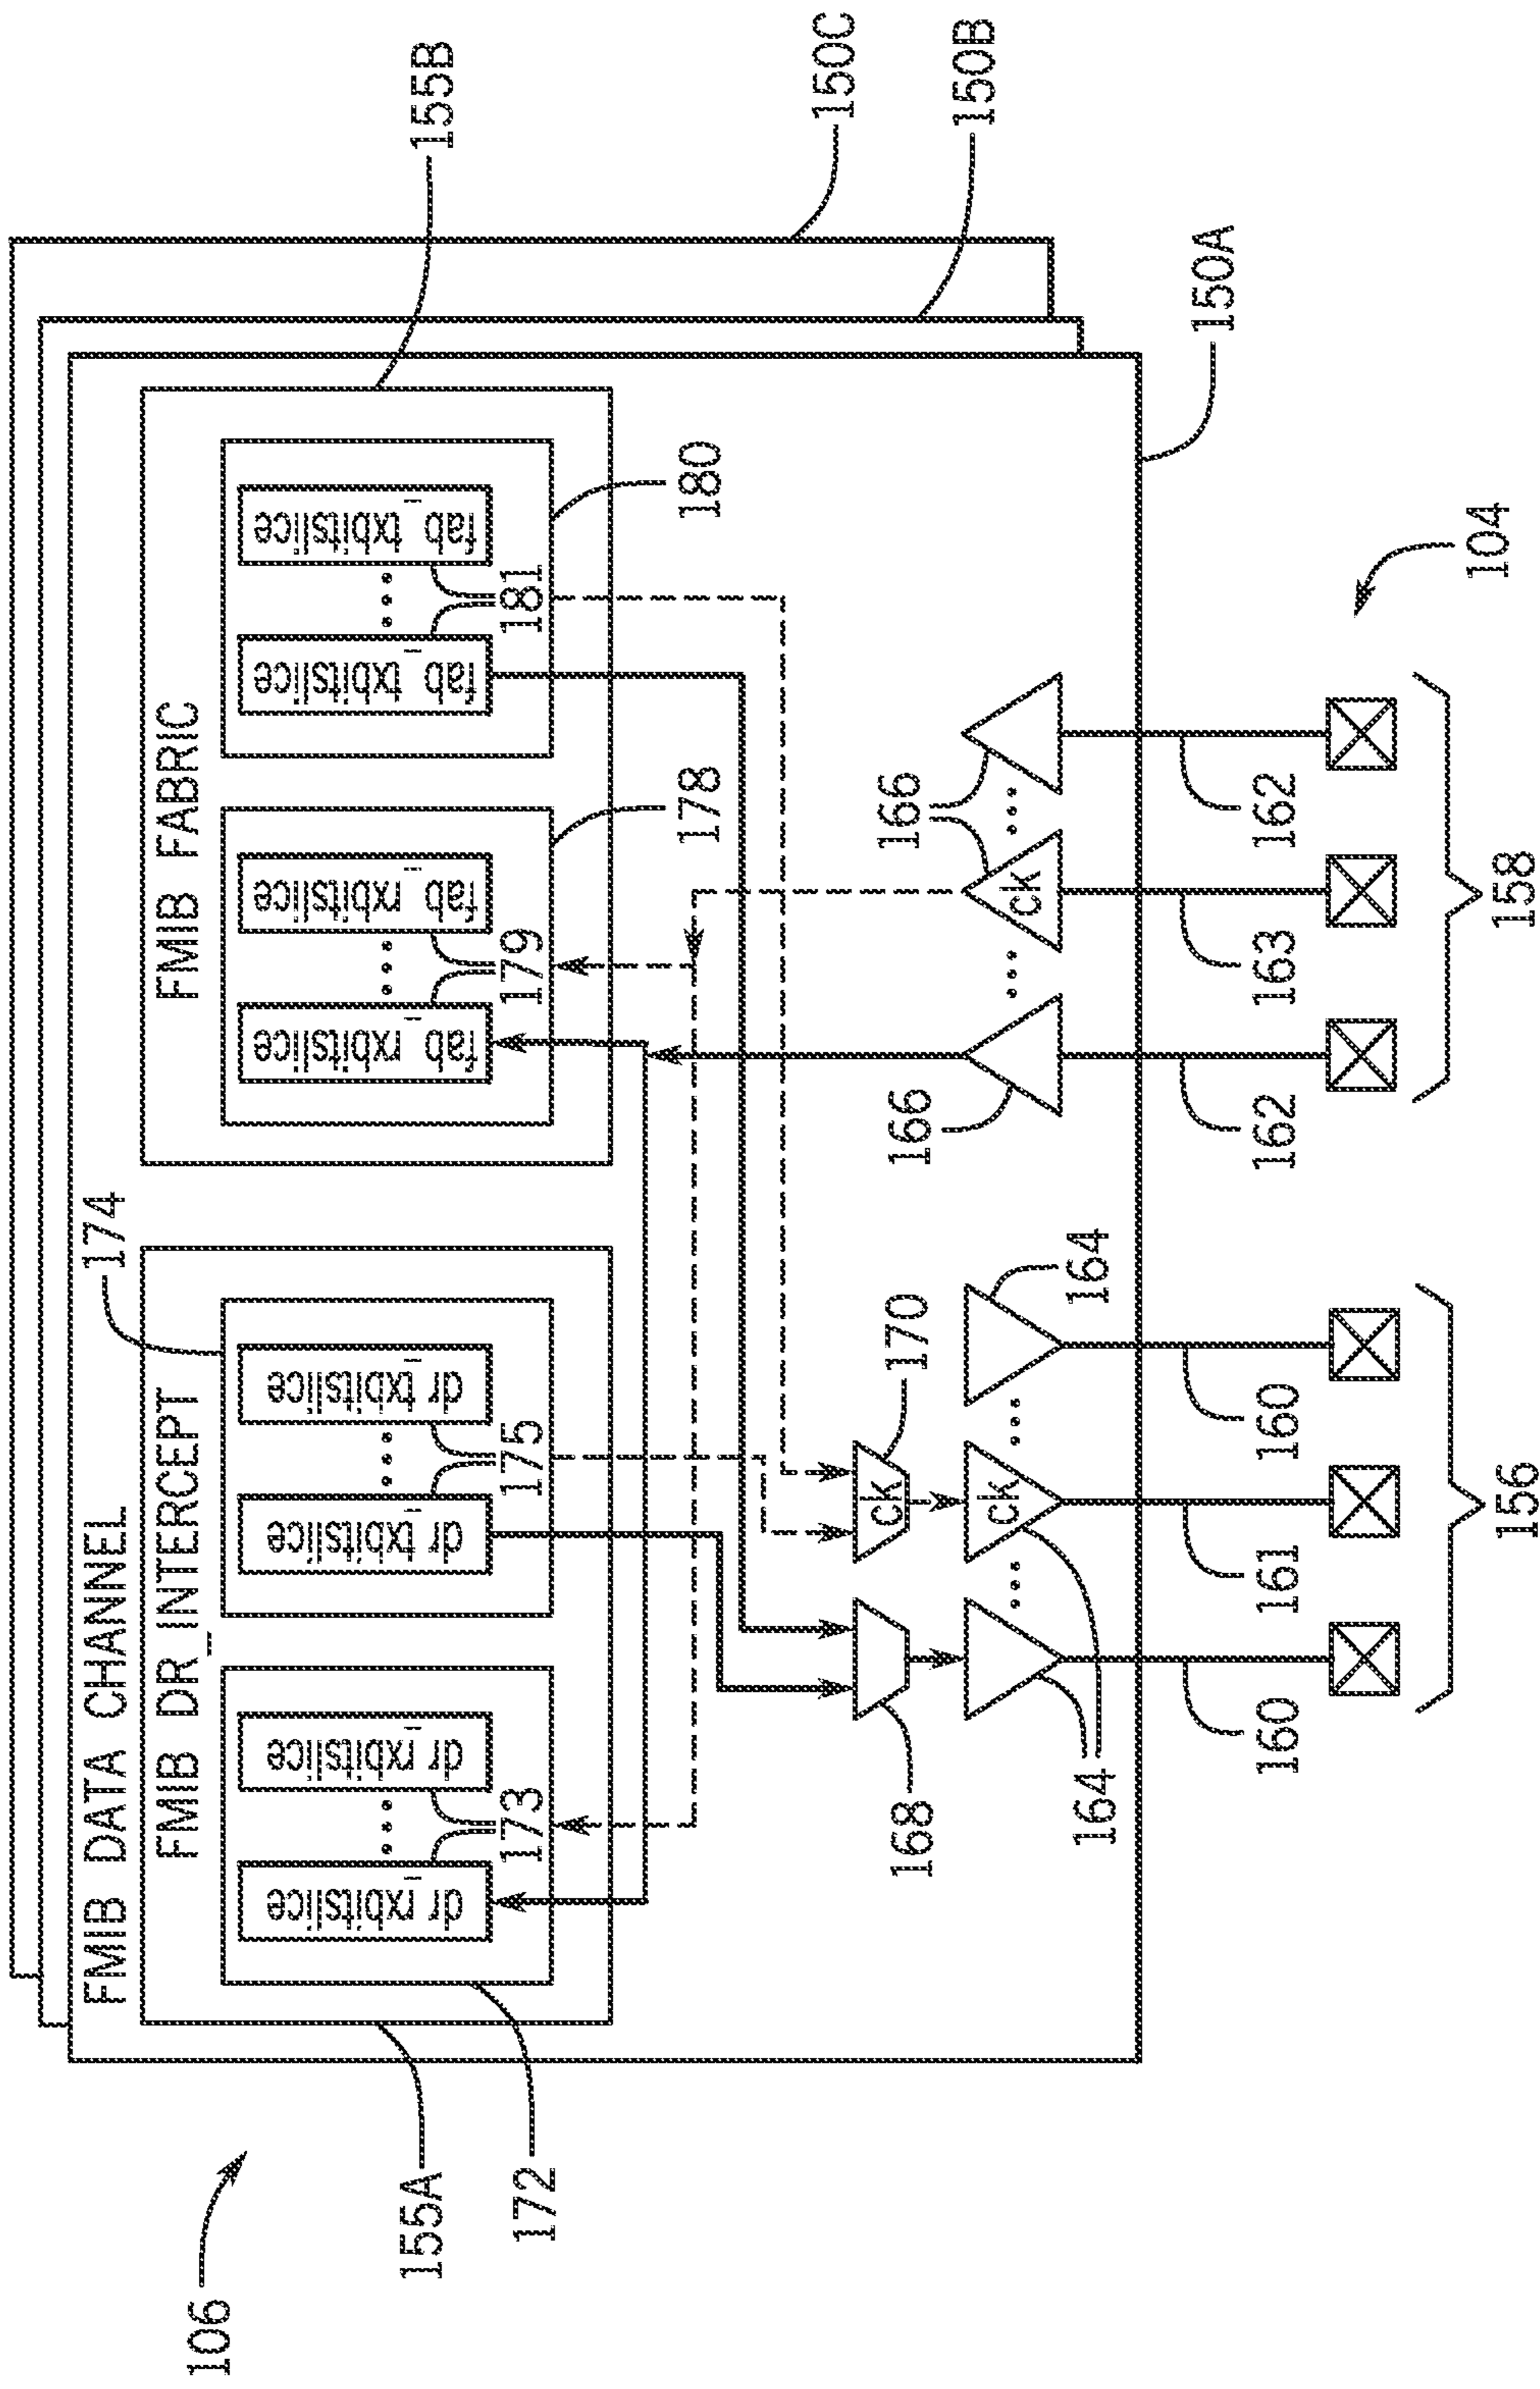 106
FMIB DATA CHANNEL
174
FMIB DR_INTERCEPT
FMIB FABRIC
155A
172
155B
150C
150B
150A
dr_rxbitslice
dr_rxbitslice
173
dr_txbitslice
dr_txbitslice
175
fab_rxbitslice
fab_rxbitslice
179
fab_txbitslice
fab_txbitslice
181
178
180
168
ck
170
164
ck
164
166
ck
166
160
161
160
162
163
162
156
158
104